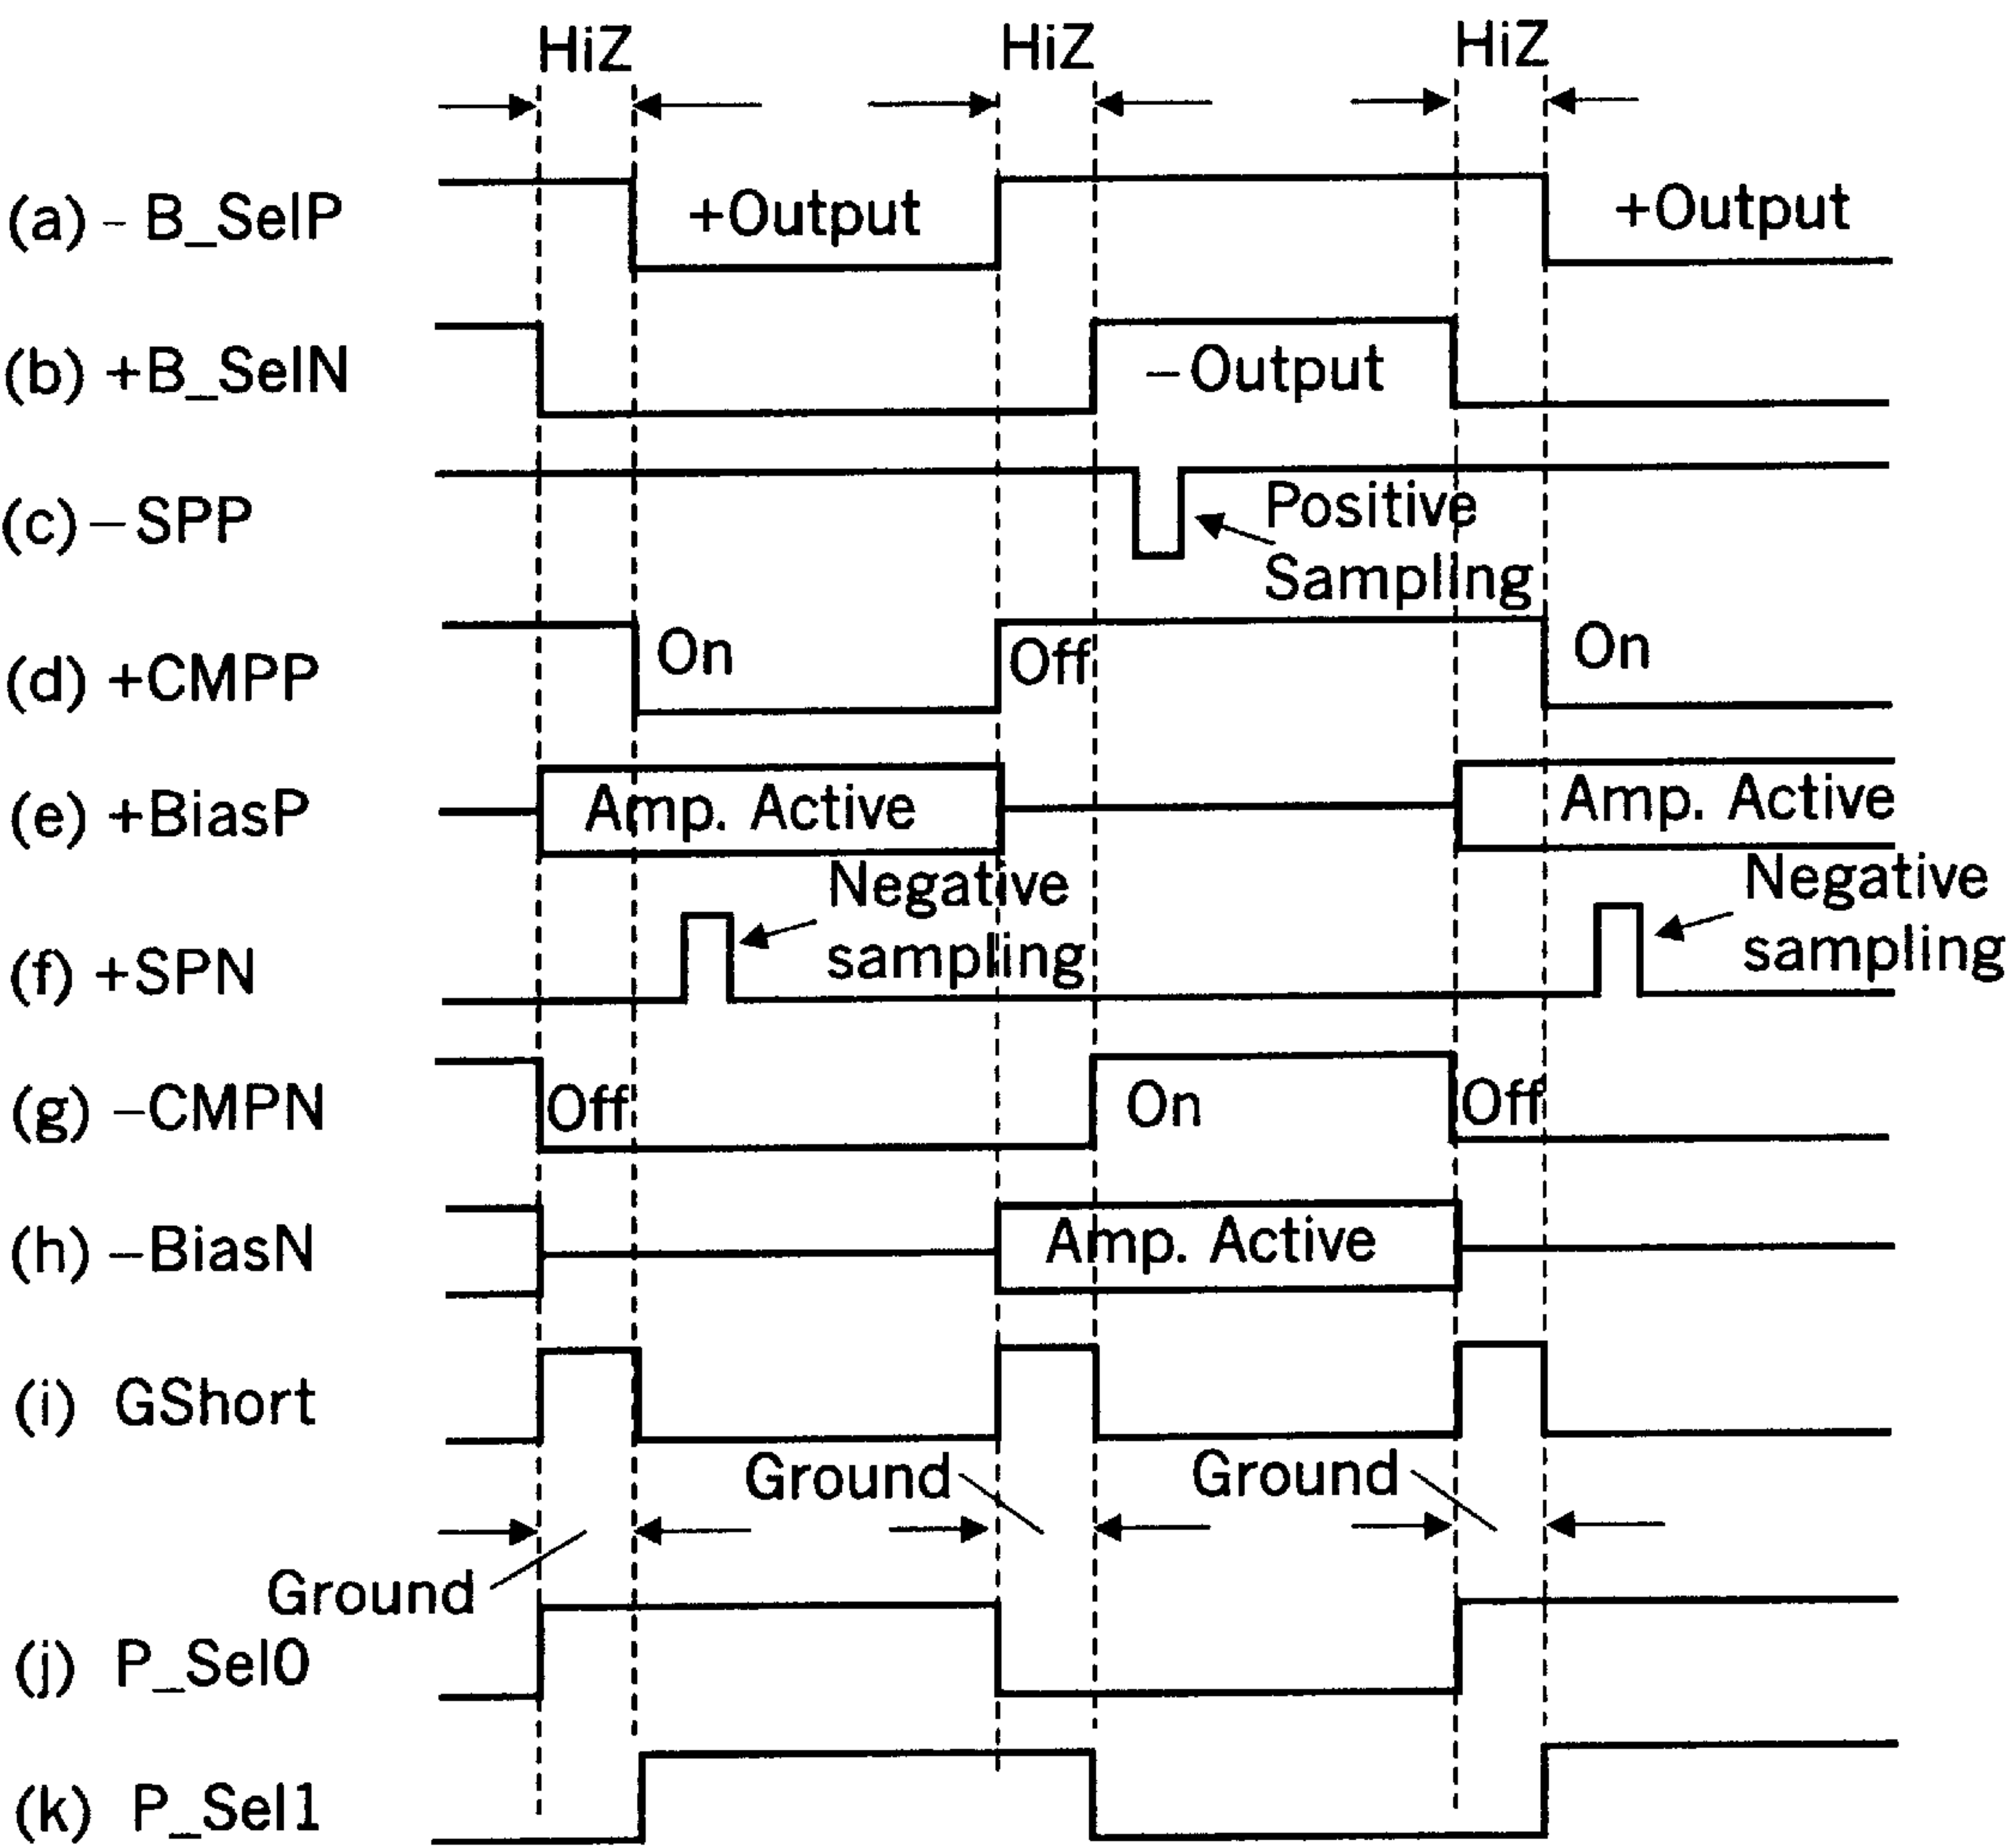 HiZ HiZ HiZ
(a) – B_SelP +Output +Output
(b) +B_SelN –Output
(c) – SPP Positive
Sampling
(d) +CMPP On Off On
(e) +BiasP Amp. Active Amp. Active
Negative Negative
(f) +SPN sampling sampling
(g) –CMPN Off On Off
(h) –BiasN Amp. Active
(i) GShort
Ground Ground
Ground
(j) P_Sel0
(k) P_Sel1